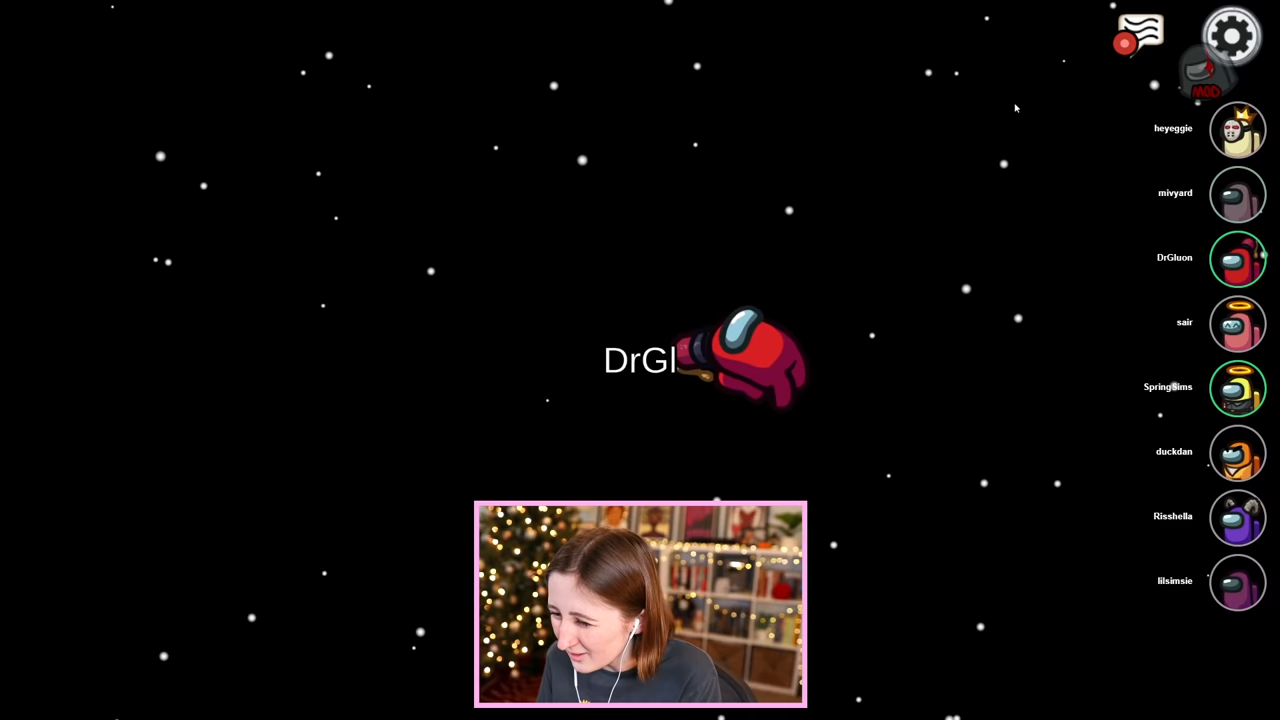 MOD
heyeggie
mivyard
DrGluon
sair
SpringSims
duckdan
Risshella
lilsimsie
DrGl